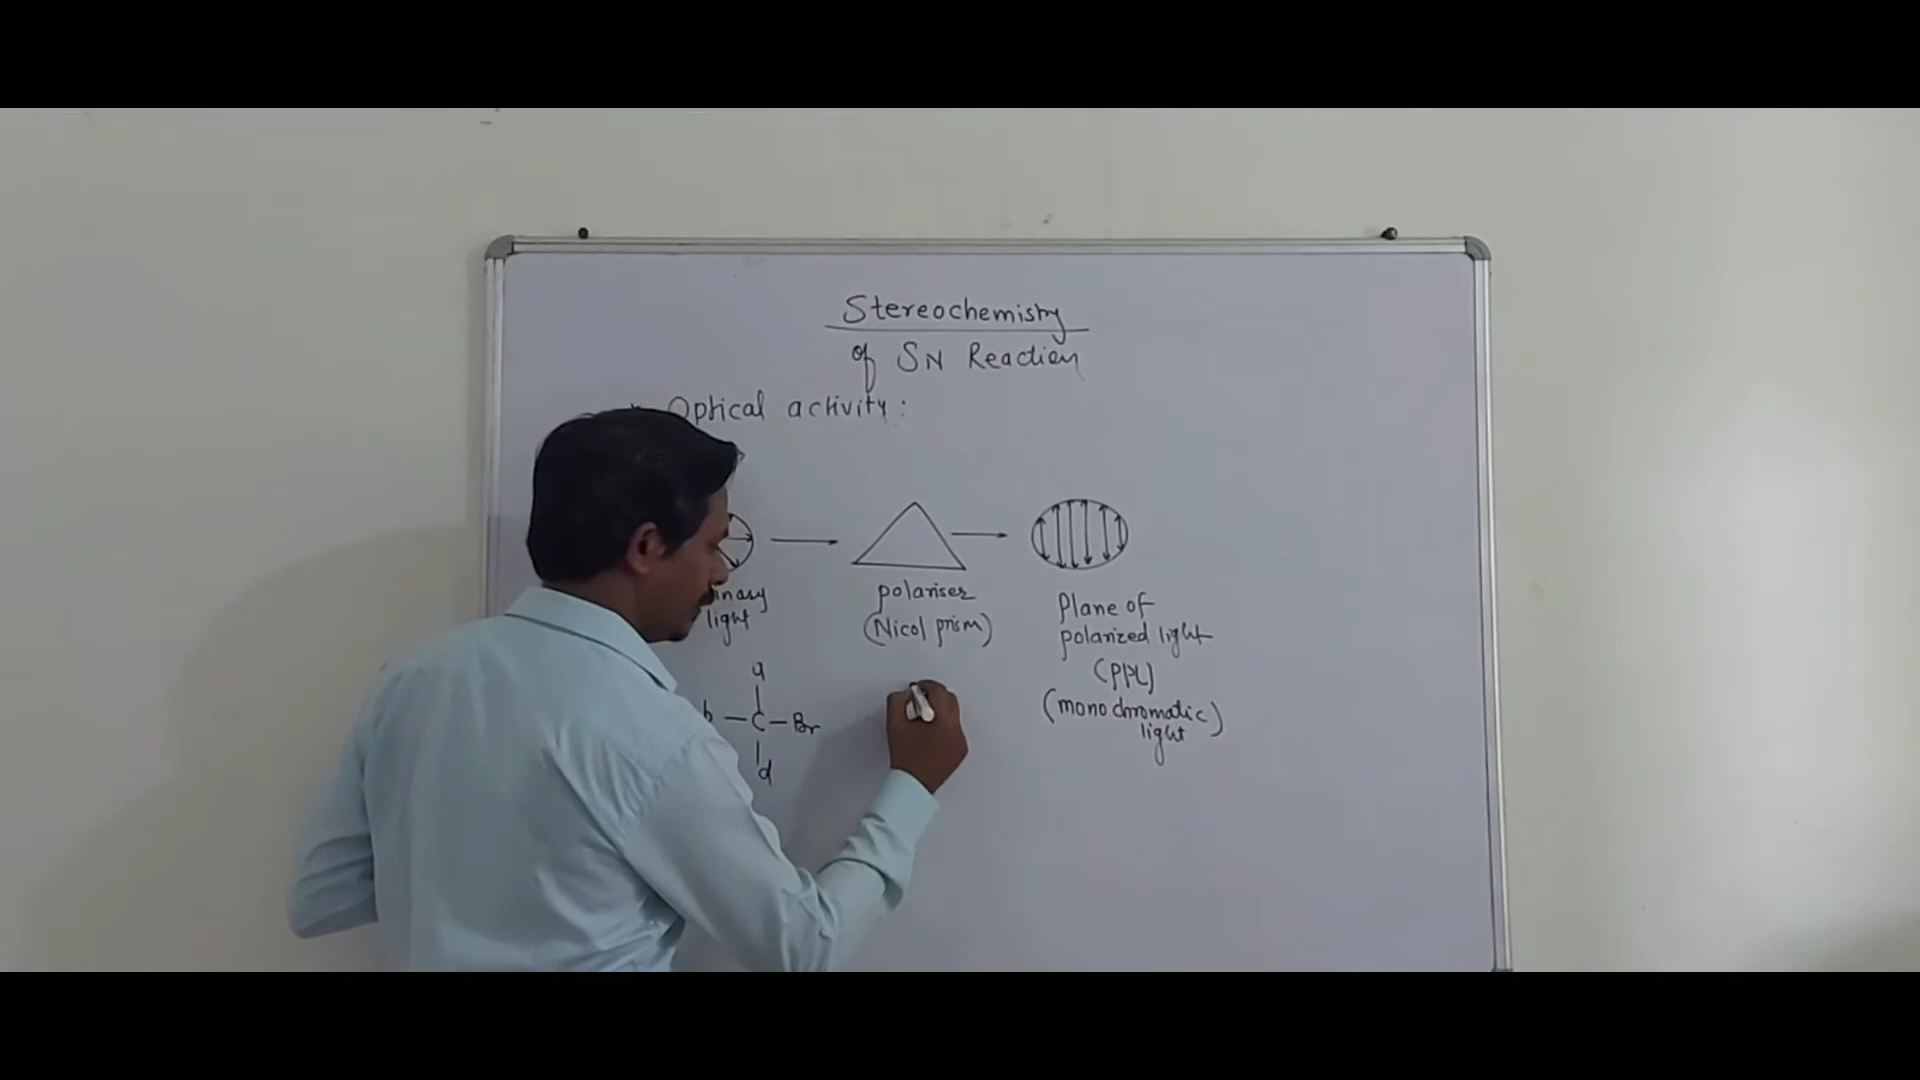 Stereochemistry
of SN Reaction
Optical activity:
light
polariser
(Nicol prism)
Plane of
polarized light
(PPL)
(monochromatic)
light
a
b - C - Br
d